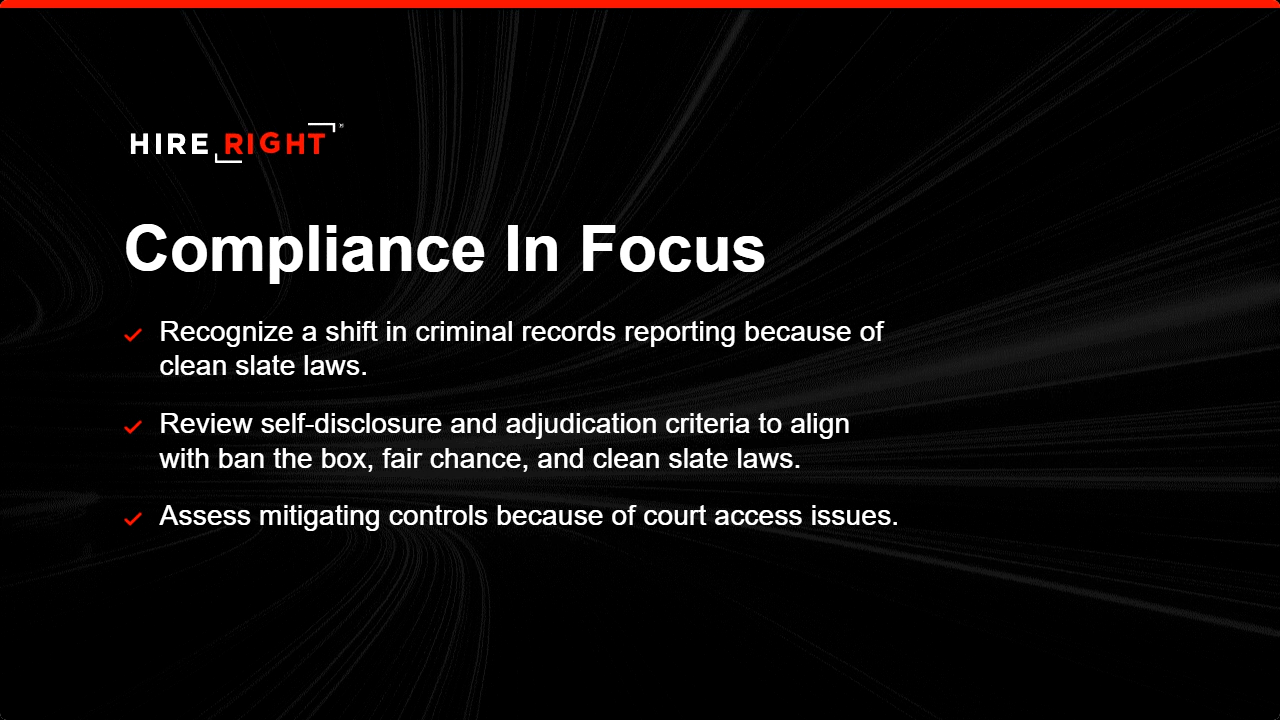 HIRE RIGHT
Compliance In Focus
Recognize a shift in criminal records reporting because of
clean slate laws.
Review self-disclosure and adjudication criteria to align
with ban the box, fair chance, and clean slate laws.
Assess mitigating controls because of court access issues.